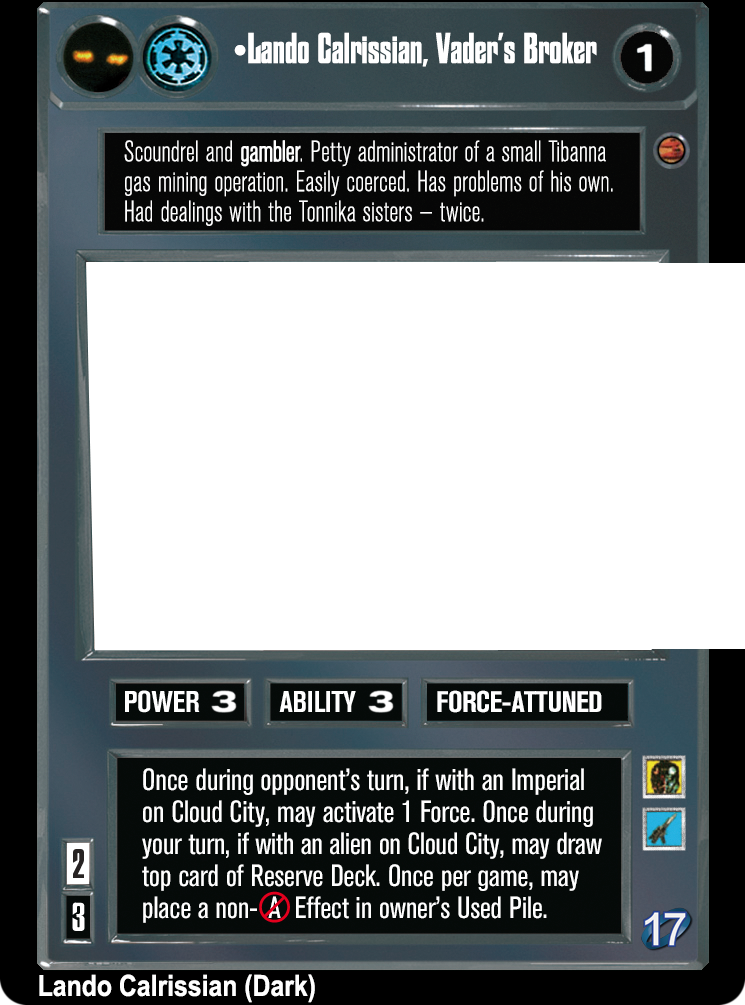 •Lando Calrissian, Vader's Broker
1
Scoundrel and gambler. Petty administrator of a small Tibanna
gas mining operation. Easily coerced. Has problems of his own.
Had dealings with the Tonnika sisters – twice.
POWER 3
ABILITY 3
FORCE-ATTUNED
Once during opponent's turn, if with an Imperial
on Cloud City, may activate 1 Force. Once during
your turn, if with an alien on Cloud City, may draw
top card of Reserve Deck. Once per game, may
place a non-A Effect in owner's Used Pile.
2
3
17
Lando Calrissian (Dark)